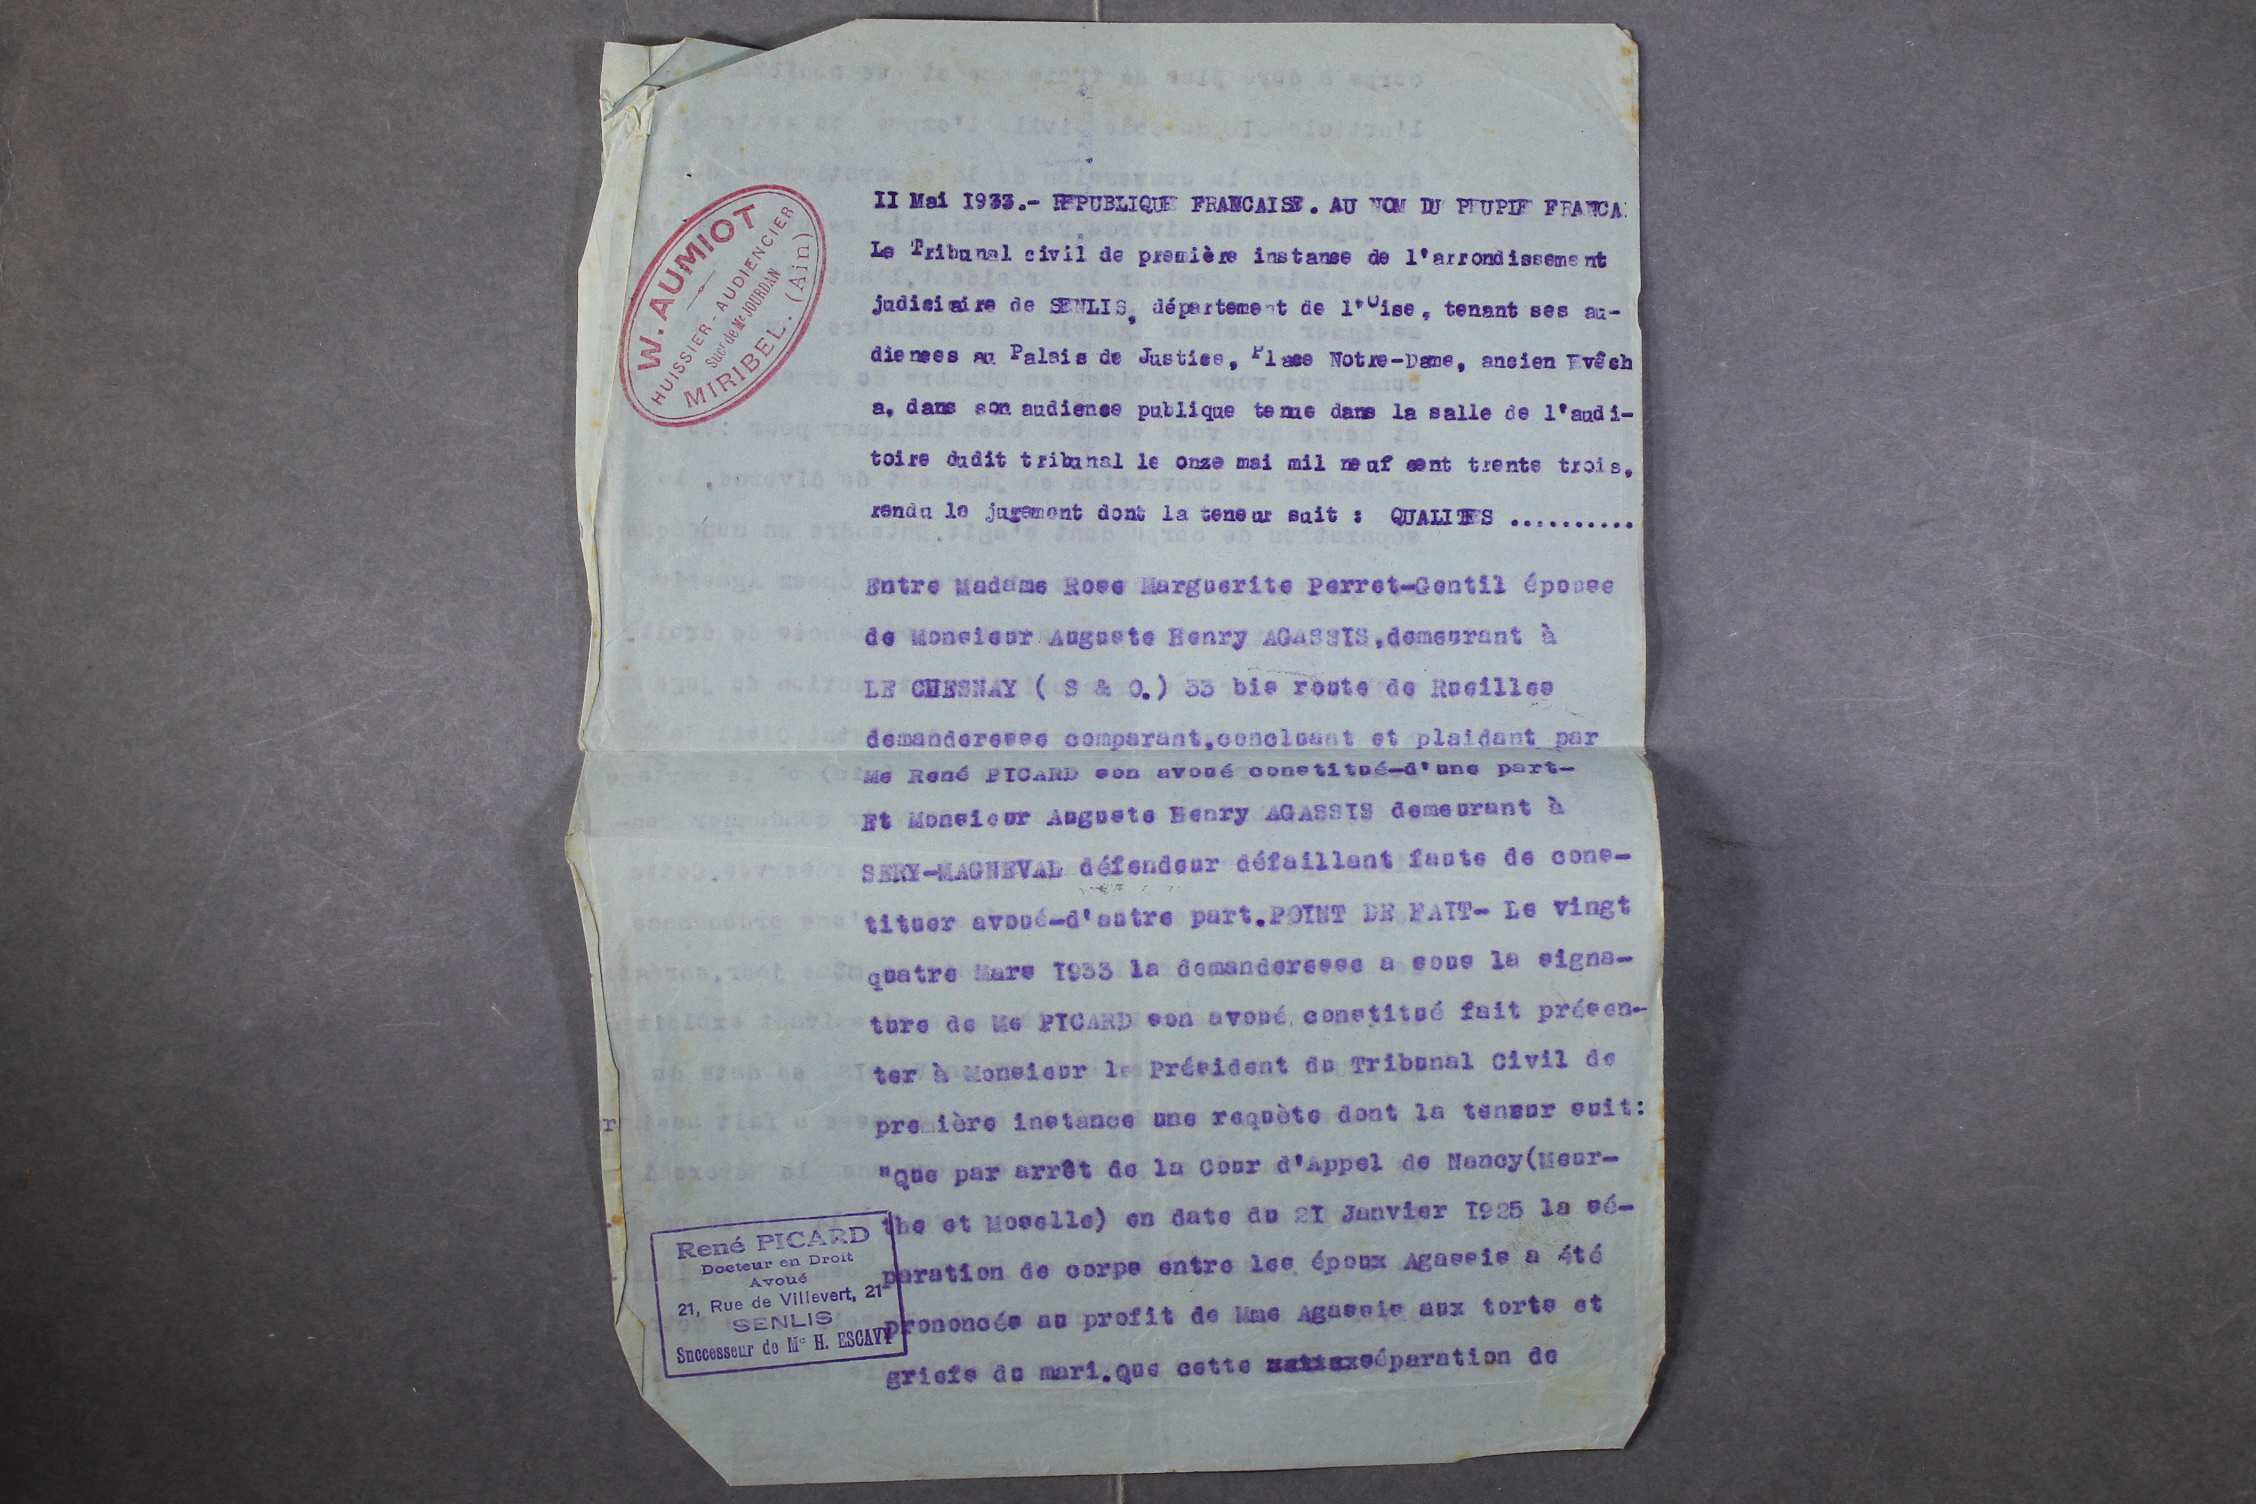 W. AUMIOT
HUISSIER-AUDIENCIER
Sucr de Me JOURDAN
MIRIBEL. (Ain)
II Mai I933.- REPUBLIQUE FRANCAISE. AU NOM DU PEUPLE FRANCA
Le Tribunal civil de première instance de l'arrondissement
judiciaire de SENLIS, département de l'Oise, tenant ses au-
diences au Palais de Justice, Place Notre-Dame, ancien Evêch
a, dans son audience publique tenue dans la salle de l'audi-
toire dudit tribunal le onze mai mil neuf cent trente trois,
rendu le jugement dont la teneur suit : QUALITES ..........
Entre Madame Rose Marguerite Perret-Gentil épouse
de Monsieur Auguste Henry AGASSIS,demeurant à
LE CHESNAY ( S & O.) 33 bis route de Rueilles
demanderesse comparant,concluant et plaidant par
Me René PICARD son avoué constitué-d'une part-
Et Monsieur Auguste Henry AGASSIS demeurant à
SERY-MAGNEVAL défendeur défaillant faute de cons-
tituer avoué-d'autre part.POINT DE FAIT- Le vingt
quatre Mars I933 la demanderesse a sous la signa-
ture de Me PICARD son avoué constitué fait présen-
ter à Monsieur le Président du Tribunal Civil de
première instance une requète dont la teneur suit:
"Que par arrêt de la Cour d'Appel de Nancy(Meur-
the et Moselle) en date du 2I Janvier I925 la sé-
paration de corps entre les époux Agassis a été
prononcée au profit de Mme Agassis aux torts et
griefs du mari.Que cette séparation de
r
René PICARD
Docteur en Droit
Avoué
21, Rue de Villevert, 21
SENLIS
Successeur de Me H. ESCAVY